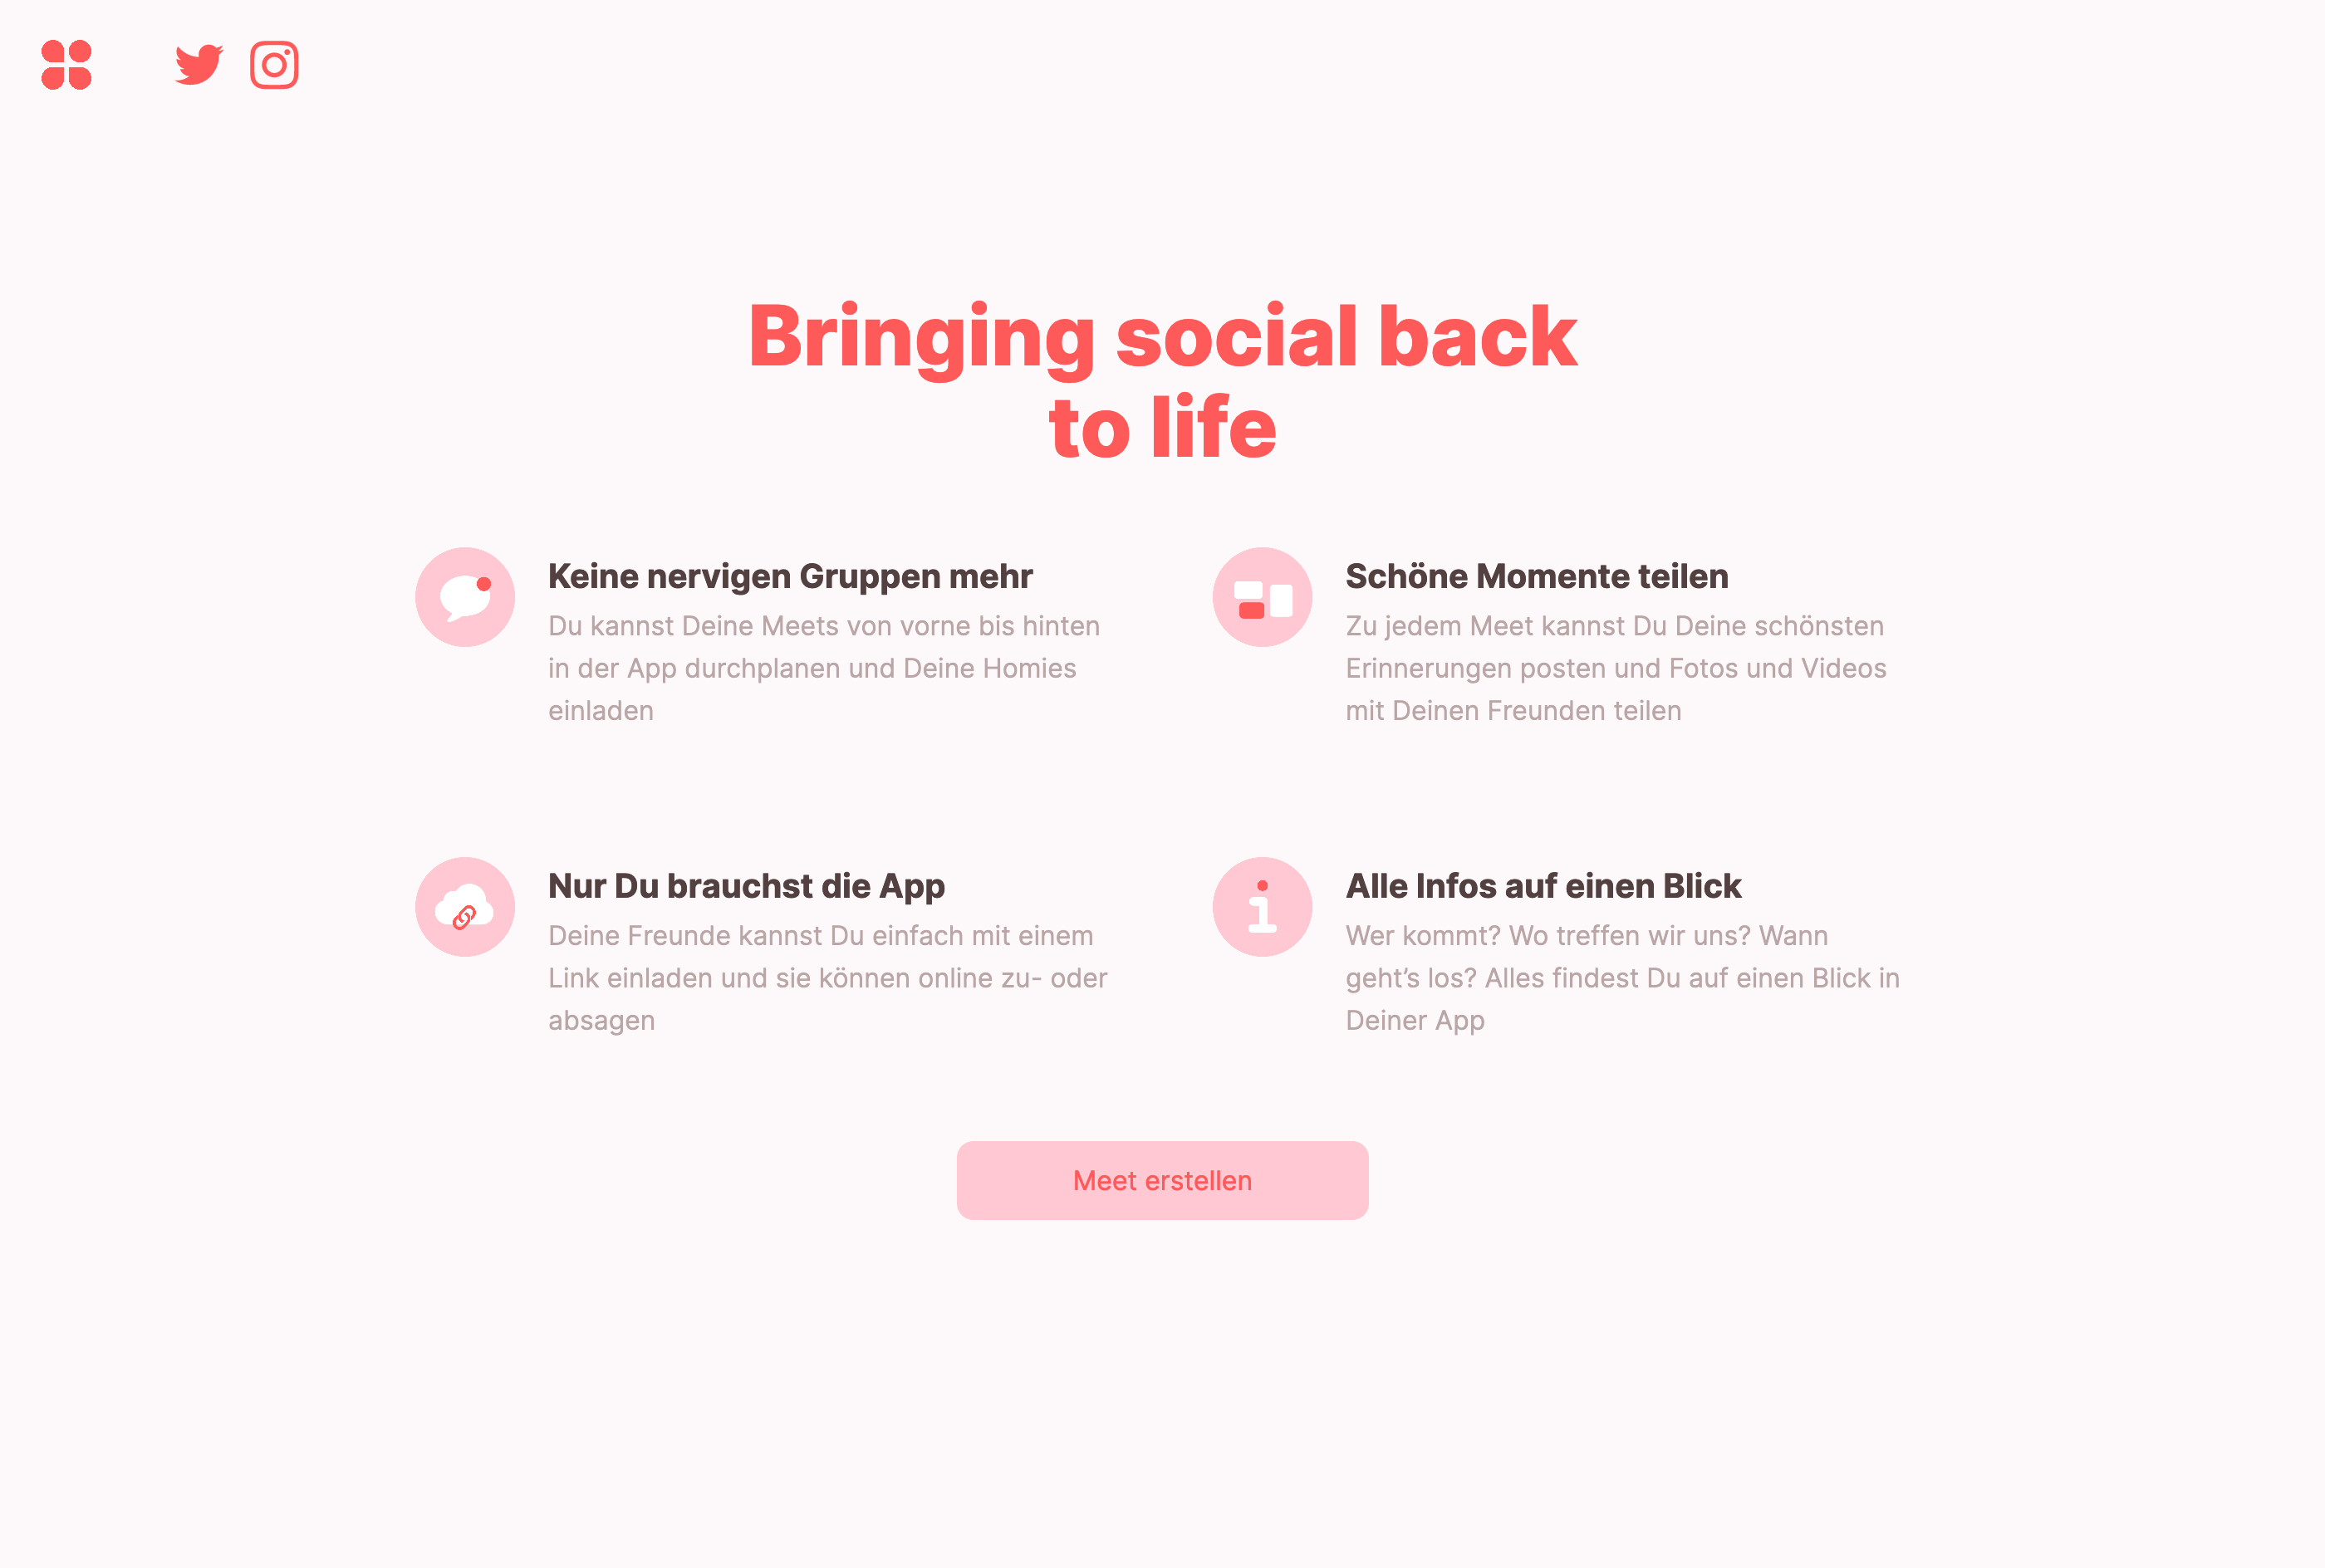 Bringing social back
to life
Keine nervigen Gruppen mehr
Du kannst Deine Meets von vorne bis hinten
in der App durchplanen und Deine Homies
einladen
Schöne Momente teilen
Zu jedem Meet kannst Du Deine schönsten
Erinnerungen posten und Fotos und Videos
mit Deinen Freunden teilen
Nur Du brauchst die App
Deine Freunde kannst Du einfach mit einem
Link einladen und sie können online zu- oder
absagen
Alle Infos auf einen Blick
Wer kommt? Wo treffen wir uns? Wann
geht’s los? Alles findest Du auf einen Blick in
Deiner App
Meet erstellen